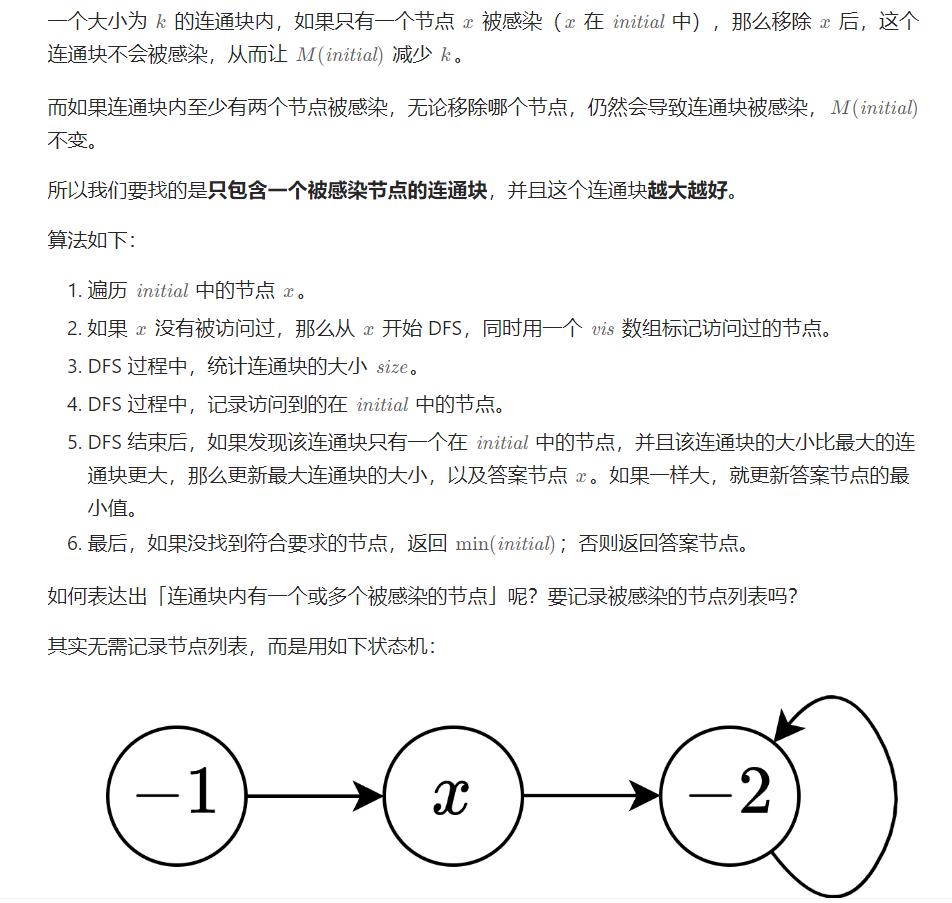 一个大小为 k 的连通块内，如果只有一个节点 x 被感染（x 在 initial 中），那么移除 x 后，这个
连通块不会被感染，从而让 M(initial) 减少 k。
而如果连通块内至少有两个节点被感染，无论移除哪个节点，仍然会导致连通块被感染，M(initial)
不变。
所以我们要找的是只包含一个被感染节点的连通块，并且这个连通块越大越好。
算法如下：
1. 遍历 initial 中的节点 x。
2. 如果 x 没有被访问过，那么从 x 开始 DFS，同时用一个 vis 数组标记访问过的节点。
3. DFS 过程中，统计连通块的大小 size。
4. DFS 过程中，记录访问到的在 initial 中的节点。
5. DFS 结束后，如果发现该连通块只有一个在 initial 中的节点，并且该连通块的大小比最大的连
通块更大，那么更新最大连通块的大小，以及答案节点 x。如果一样大，就更新答案节点的最
小值。
6. 最后，如果没找到符合要求的节点，返回 min(initial)；否则返回答案节点。
如何表达出「连通块内有一个或多个被感染的节点」呢？要记录被感染的节点列表吗？
其实无需记录节点列表，而是用如下状态机：
−1 x −2